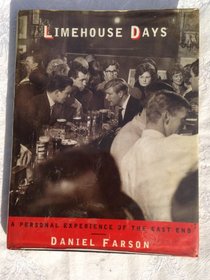 LIMEHOUSE DAYS
A PERSONAL EXPERIENCE OF THE EAST END
DANIEL FARSON